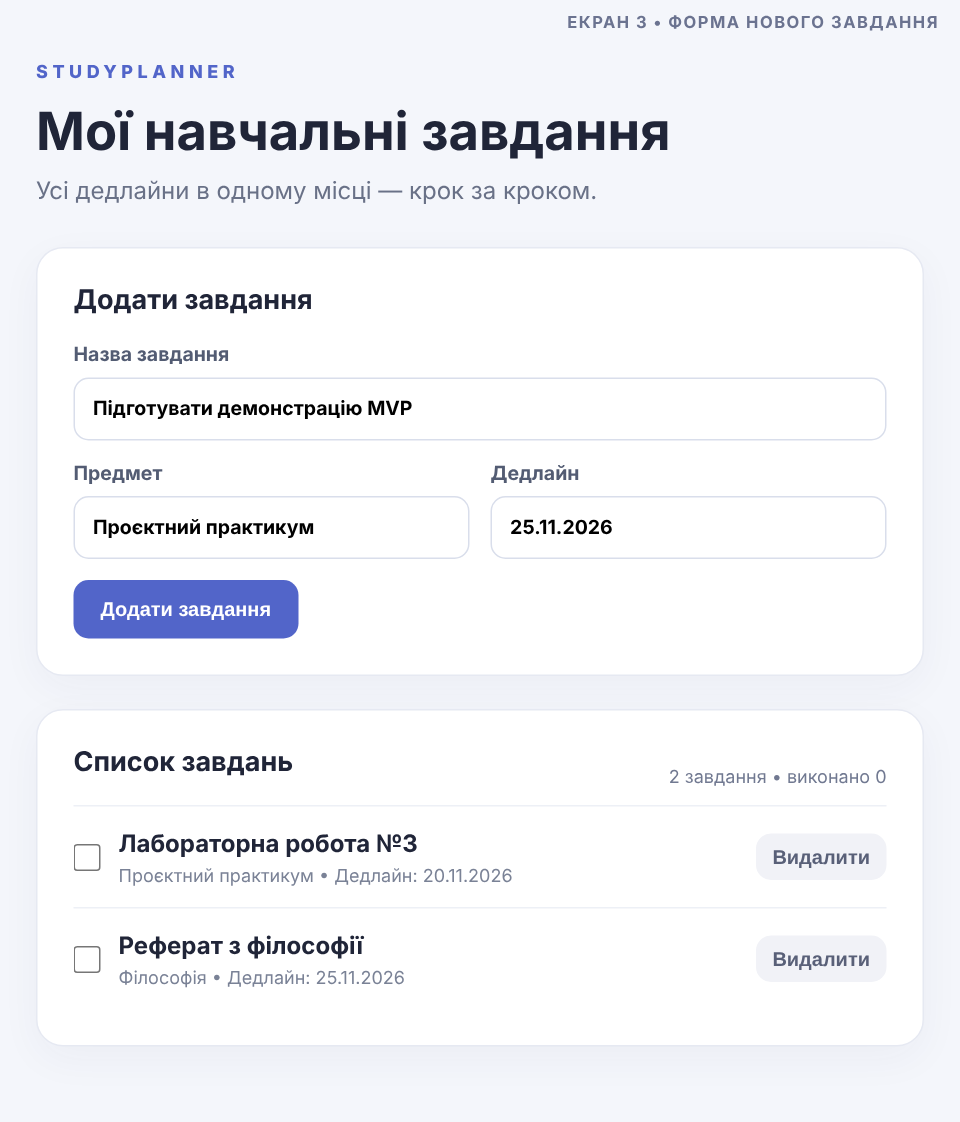 ЕКРАН 3 • ФОРМА НОВОГО ЗАВДАННЯ
STUDYPLANNER
Мої навчальні завдання
Усі дедлайни в одному місці — крок за кроком.
Додати завдання
Назва завдання
Підготувати демонстрацію MVP
Предмет
Дедлайн
Проєктний практикум
25.11.2026
Додати завдання
Список завдань
2 завдання • виконано 0
Лабораторна робота №3
Проєктний практикум • Дедлайн: 20.11.2026
Видалити
Реферат з філософії
Філософія • Дедлайн: 25.11.2026
Видалити